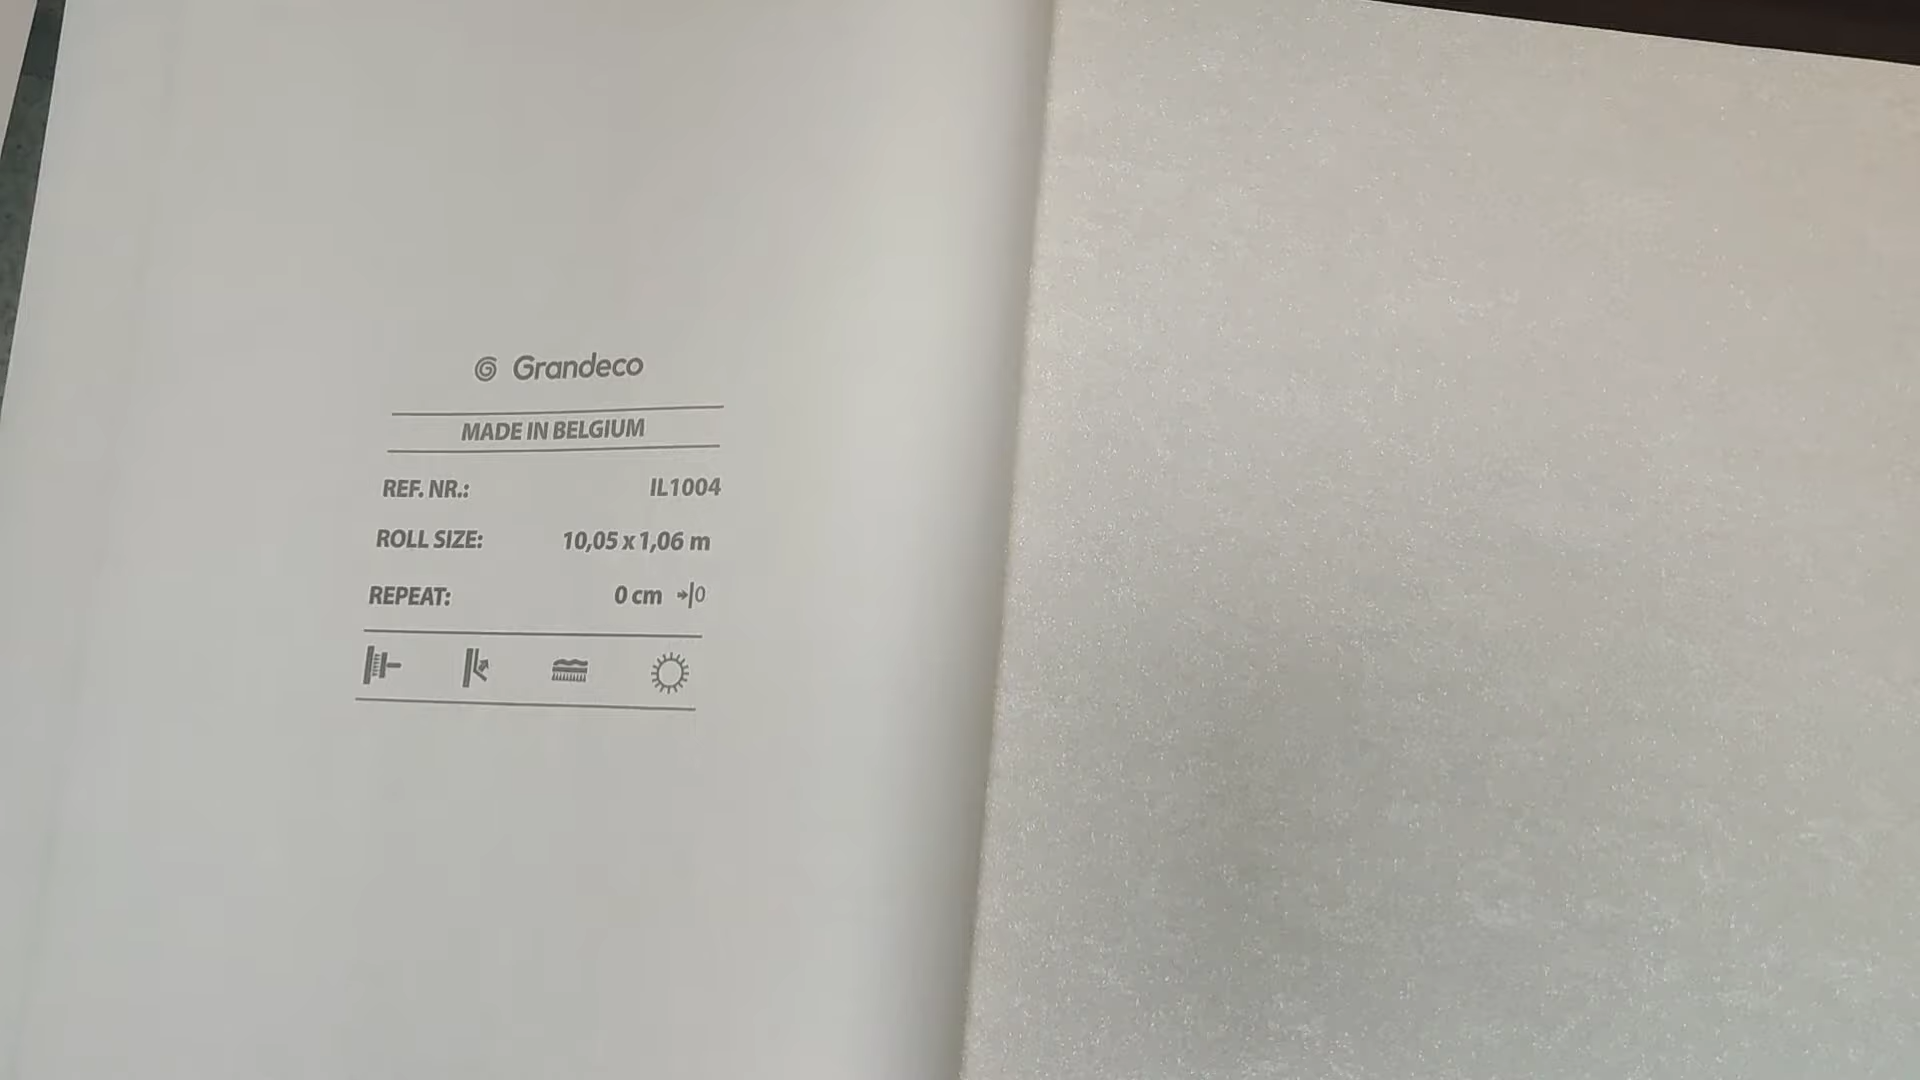 Grandeco
MADE IN BELGIUM
REF. NR.: IL1004
ROLL SIZE: 10,05 x 1,06 m
REPEAT: 0 cm →|0